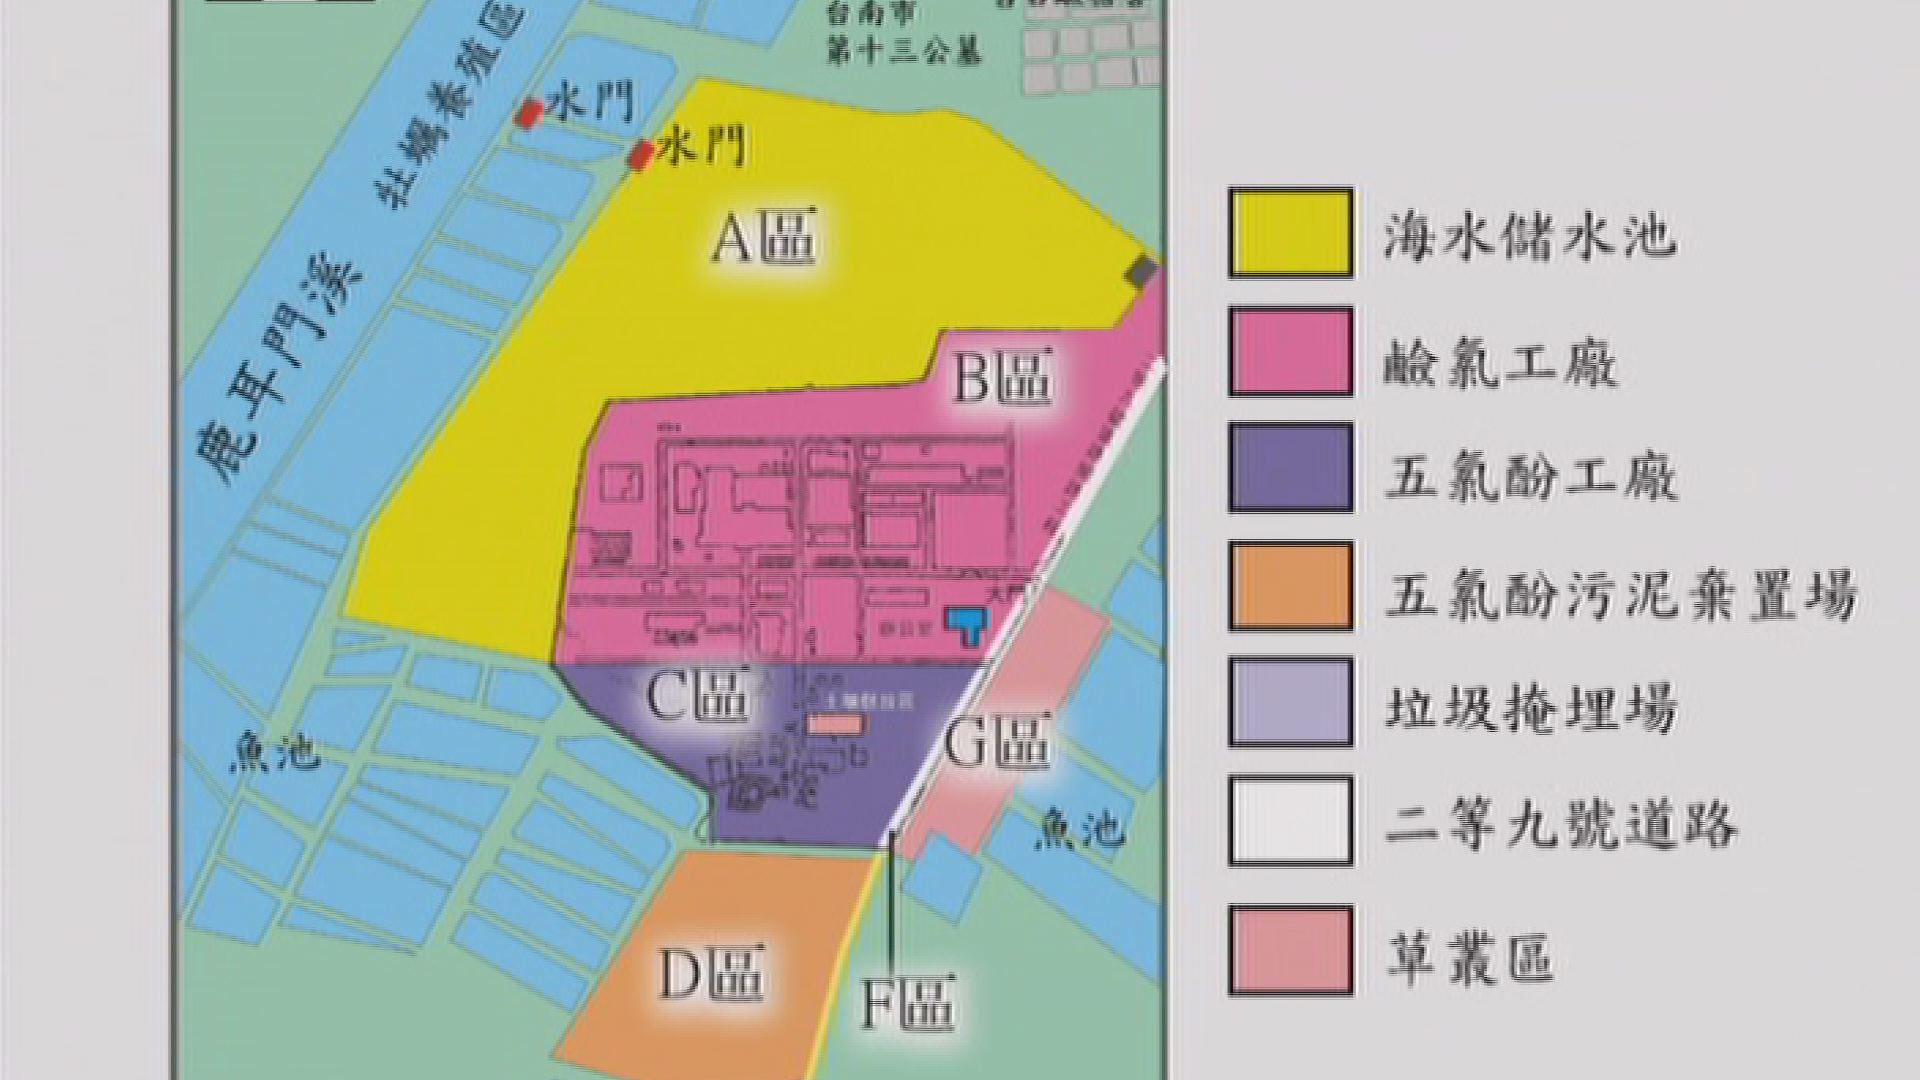 台南市
第十三公墓
牡蠣養殖區
水門
水門
A區
鹿耳門溪
B區
大門
辦公室
C區
G區
魚池
魚池
D區
F區
海水儲水池
鹼氯工廠
五氯酚工廠
五氯酚污泥棄置場
垃圾掩埋場
二等九號道路
草叢區